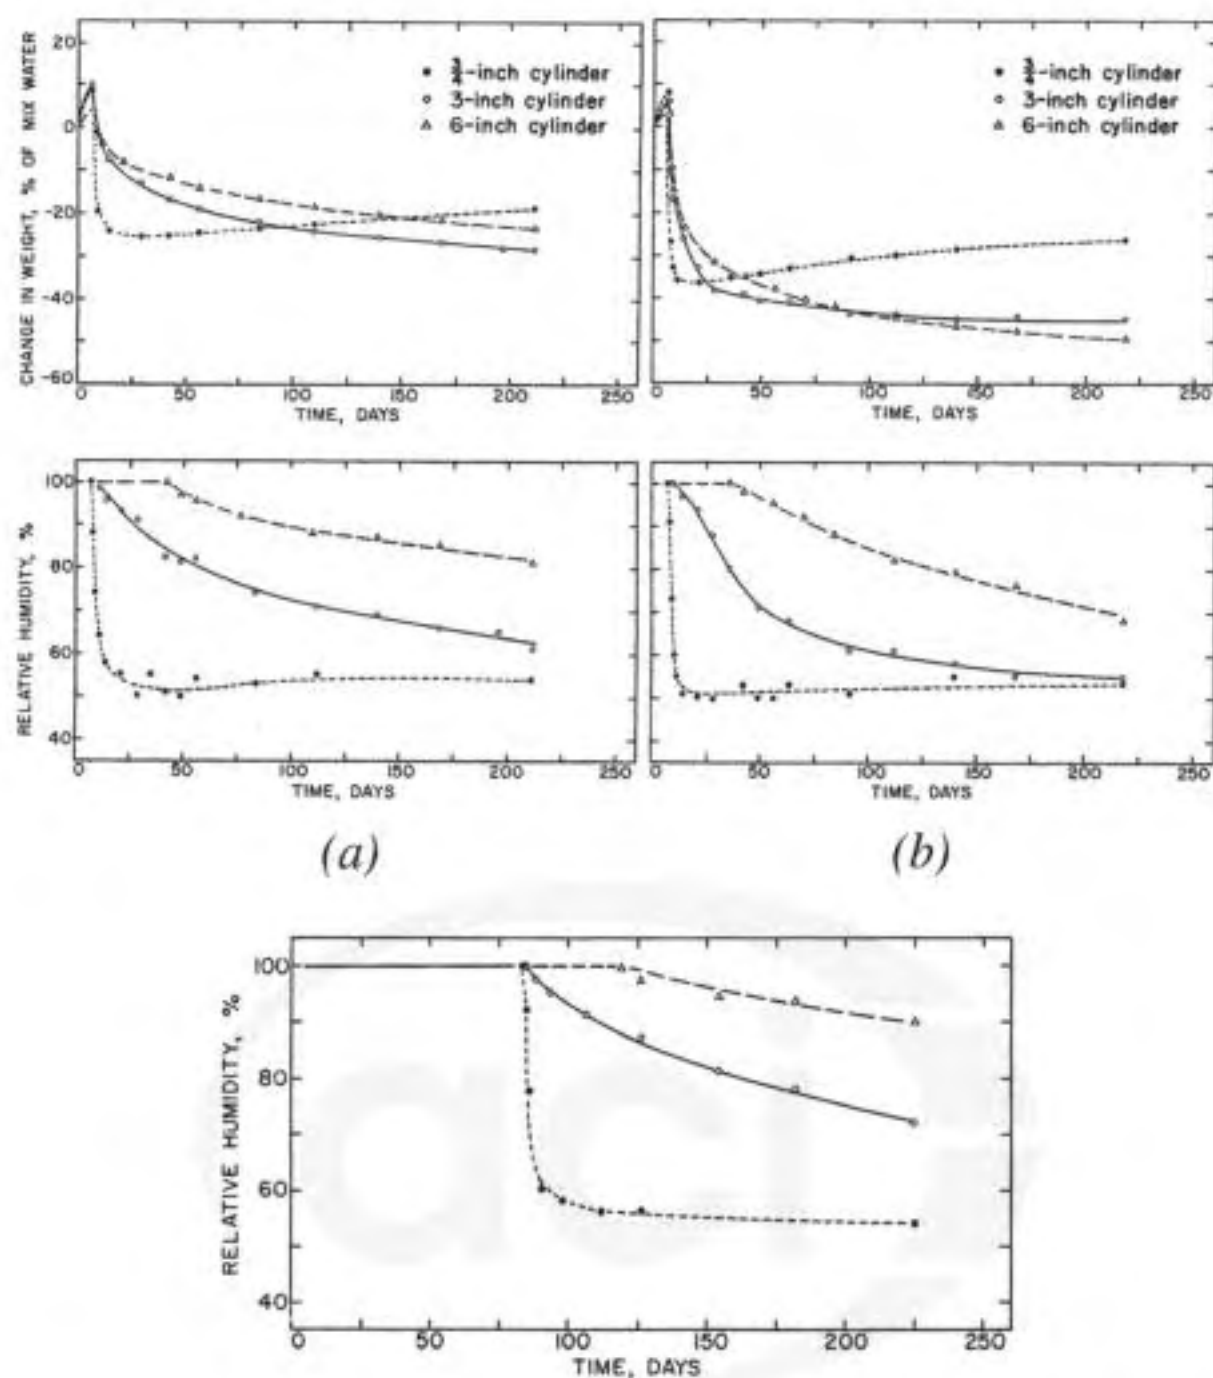 20
0
-20
-40
-60
CHANGE IN WEIGHT, % OF MIX WATER
-inch cylinder
3-inch cylinder
6-inch cylinder
0 50 100 150 200 250
TIME, DAYS
-inch cylinder
3-inch cylinder
6-inch cylinder
0 50 100 150 200 250
TIME, DAYS
100
80
60
40
RELATIVE HUMIDITY, %
0 50 100 150 200 250
TIME, DAYS
0 50 100 150 200 250
TIME, DAYS
(a) (b)
100
80
60
40
RELATIVE HUMIDITY, %
0 50 100 150 200 250
TIME, DAYS
aci